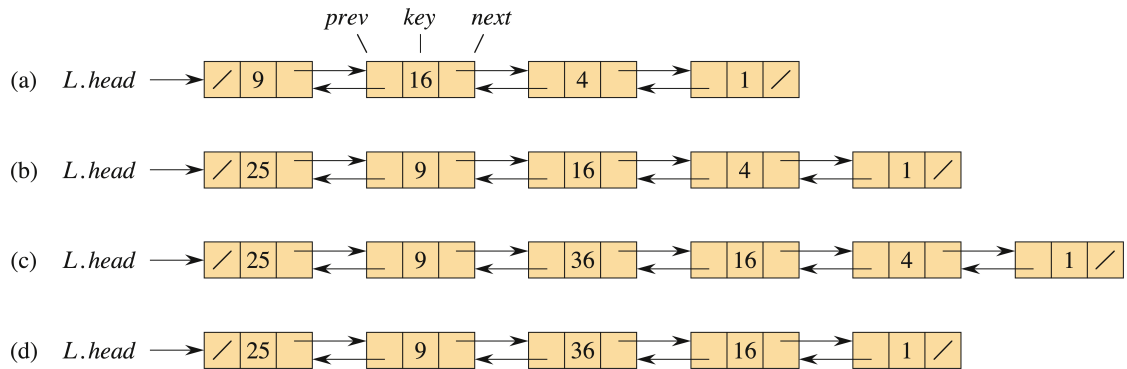 prev key next
(a) L.head / 9 16 4 1 /
(b) L.head / 25 9 16 4 1 /
(c) L.head / 25 9 36 16 4 1 /
(d) L.head / 25 9 36 16 1 /